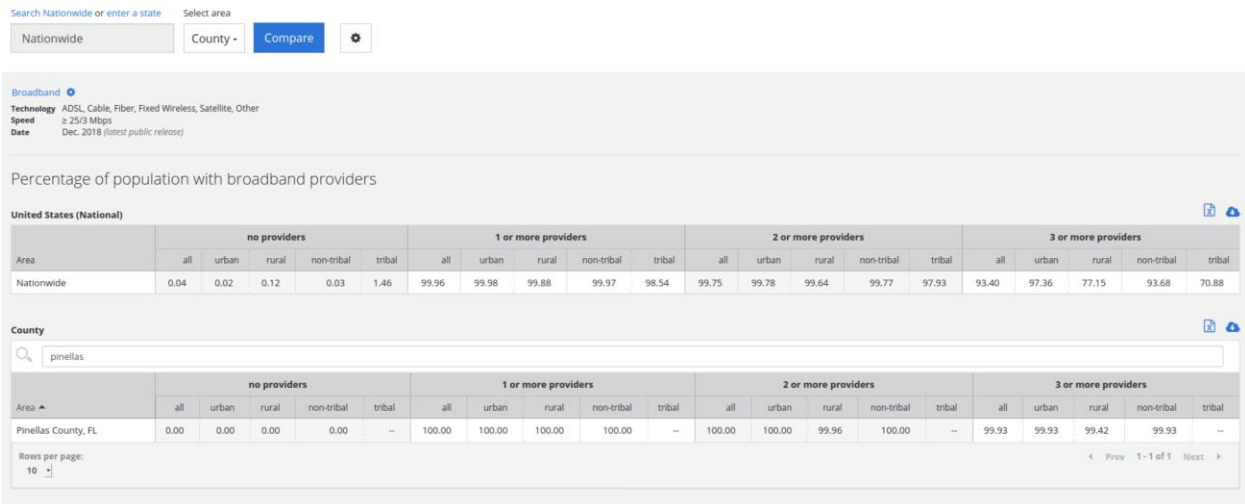 Search Nationwide or enter a state Select area
Nationwide County Compare
Broadband
Technology ADSL, Cable, Fiber, Fixed Wireless, Satellite, Other
Speed ≥ 25/3 Mbps
Date Dec. 2018 (latest public release)
Percentage of population with broadband providers
United States (National)
no providers 1 or more providers 2 or more providers 3 or more providers
Area all urban rural non-tribal tribal all urban rural non-tribal tribal all urban rural non-tribal tribal all urban rural non-tribal tribal
Nationwide 0.04 0.02 0.12 0.03 1.46 99.96 99.98 99.88 99.97 98.54 99.75 99.78 99.64 99.77 97.93 93.40 97.36 77.15 93.68 70.88
County
pinellas
no providers 1 or more providers 2 or more providers 3 or more providers
Area all urban rural non-tribal tribal all urban rural non-tribal tribal all urban rural non-tribal tribal all urban rural non-tribal tribal
Pinellas County, FL 0.00 0.00 0.00 0.00 -- 100.00 100.00 100.00 100.00 -- 100.00 100.00 99.96 100.00 -- 99.93 99.93 99.42 99.93 --
Rows per page: Prev 1 - 1 of 1 Next
10